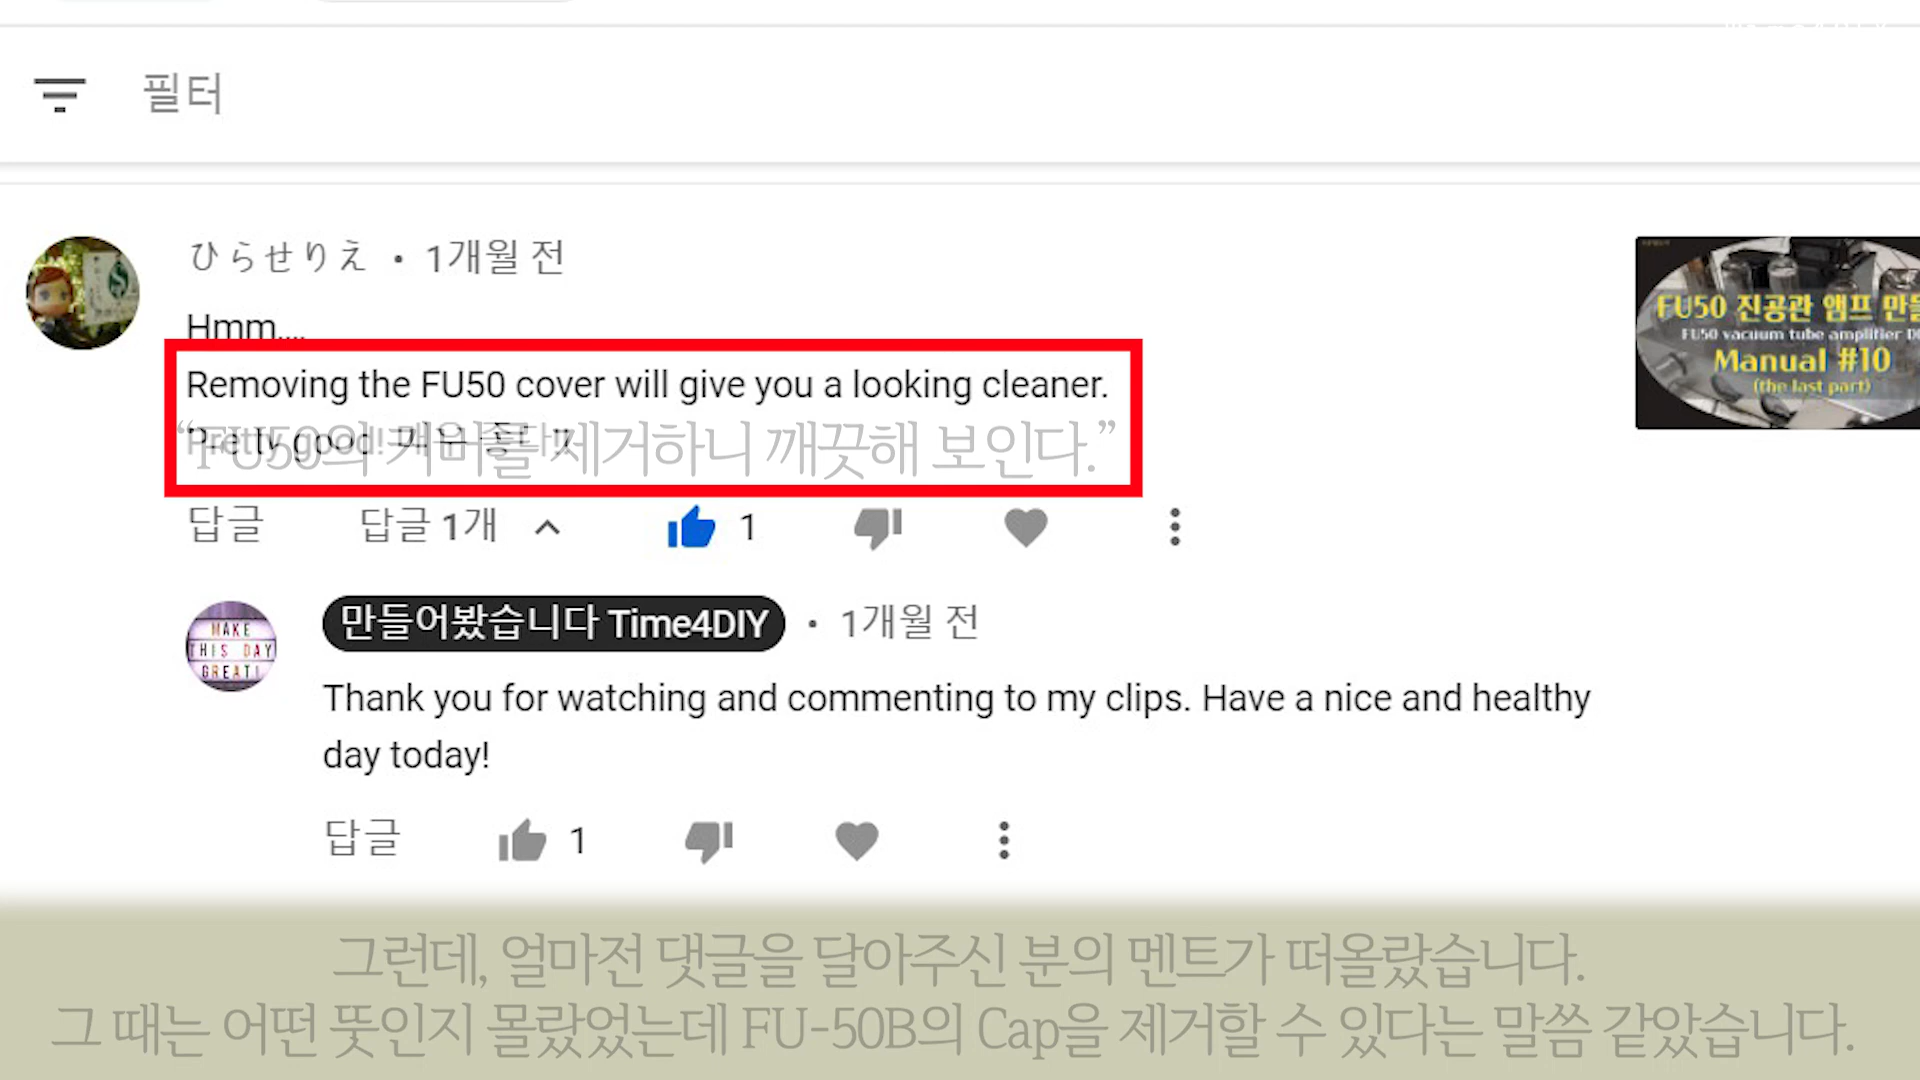 필터
ひらせりえ • 1개월 전
Hmm....
Removing the FU50 cover will give you a looking cleaner.
Pretty good!
“FU50의 커버를 제거하니 깨끗해 보인다.”
답글 답글 1개 1
FU50 진공관 앰프
FU50 vacuum tube amplifier
Manual #10
(the last part)
만들어봤습니다 Time4DIY • 1개월 전
MAKE
THIS DAY
GREAT!
Thank you for watching and commenting to my clips. Have a nice and healthy
day today!
답글 1
그런데, 얼마전 댓글을 달아주신 분의 멘트가 떠올랐습니다.
그 때는 어떤 뜻인지 몰랐었는데 FU-50B의 Cap을 제거할 수 있다는 말씀 같았습니다.